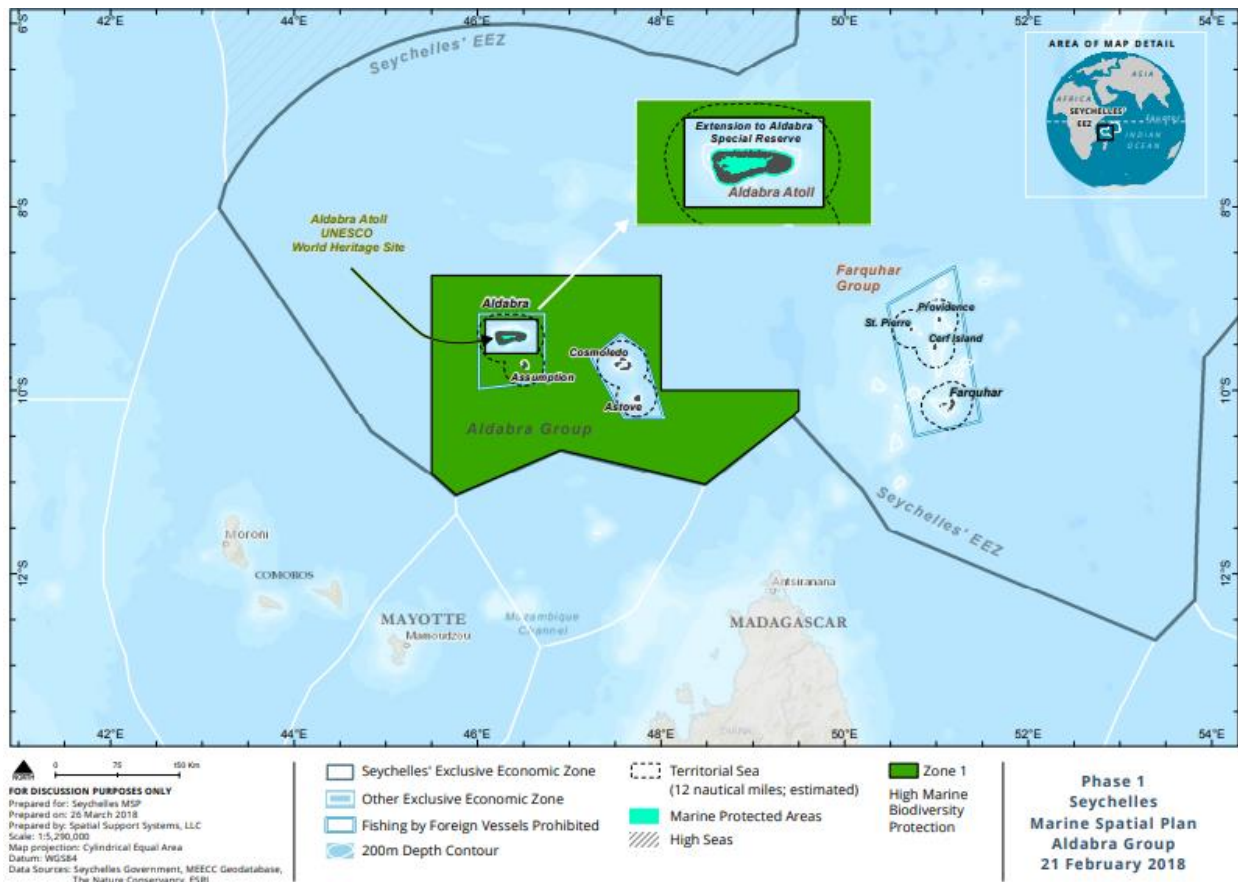 6°S
42°E
44°E
46°E
48°E
50°E
52°E
54°E
6°S
Seychelles' EEZ
AREA OF MAP DETAIL
ASIA
AFRICA
SEYCHELLES'
EEZ
Equator
INDIAN
OCEAN
Extension to Aldabra
Special Reserve
Aldabra Atoll
8°S
8°S
Aldabra Atoll
UNESCO
World Heritage Site
Farquhar
Group
Aldabra
Providence
St. Pierre
Cerf Island
Cosmoledo
Assumption
Astove
Farquhar
10°S
10°S
Aldabra Group
Seychelles' EEZ
Moroni
COMOROS
12°S
12°S
Antsiranana
MAYOTTE
Mamoudzou
Mozambique
Channel
MADAGASCAR
42°E
44°E
46°E
48°E
50°E
52°E
54°E
NORTH
0 75 150 Km
FOR DISCUSSION PURPOSES ONLY
Prepared for: Seychelles MSP
Prepared on: 26 March 2018
Prepared by: Spatial Support Systems, LLC
Scale: 1:5,290,000
Map projection: Cylindrical Equal Area
Datum: WGS84
Data Sources: Seychelles Government, MEECC Geodatabase,
The Nature Conservancy, ESRI
Seychelles' Exclusive Economic Zone
Other Exclusive Economic Zone
Fishing by Foreign Vessels Prohibited
200m Depth Contour
Territorial Sea
(12 nautical miles; estimated)
Marine Protected Areas
High Seas
Zone 1
High Marine
Biodiversity
Protection
Phase 1
Seychelles
Marine Spatial Plan
Aldabra Group
21 February 2018